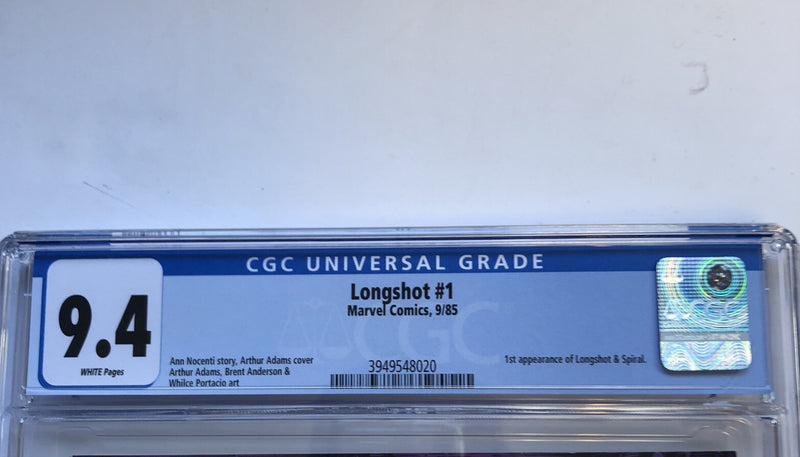 CGC UNIVERSAL GRADE
9.4
WHITE Pages
Longshot #1
Marvel Comics, 9/85
Ann Nocenti story, Arthur Adams cover
Arthur Adams, Brent Anderson &
Whilce Portacio art
3949548020
1st appearance of Longshot & Spiral.
CGC
CGC